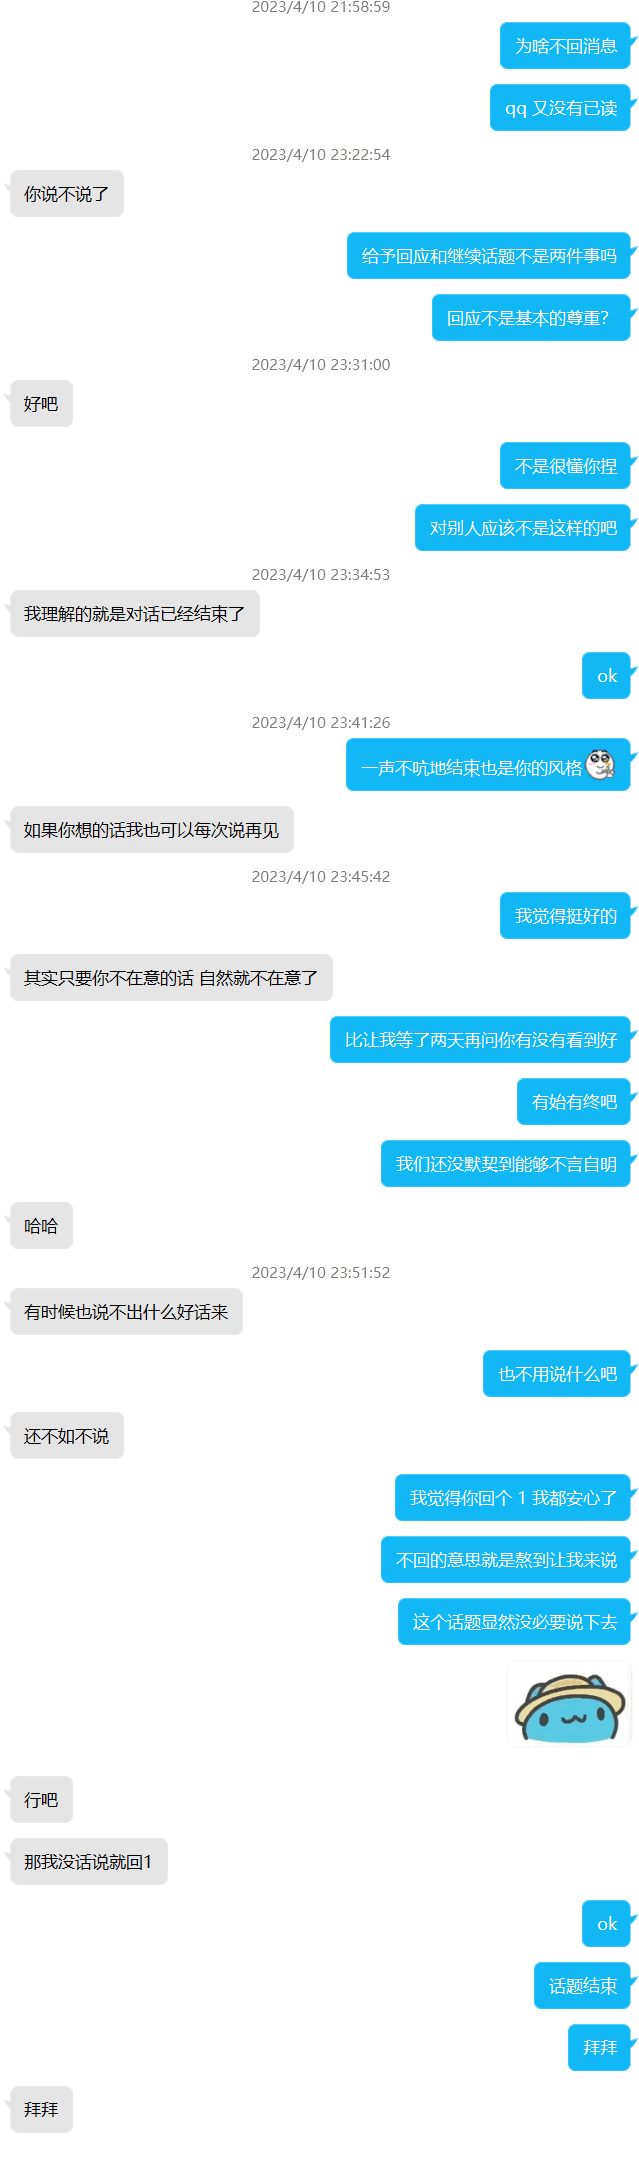 2023/4/10 21:58:59
为啥不回消息
qq 又没有已读
2023/4/10 23:22:54
你说不说了
给予回应和继续话题不是两件事吗
回应不是基本的尊重？
2023/4/10 23:31:00
好吧
不是很懂你捏
对别人应该不是这样的吧
2023/4/10 23:34:53
我理解的就是对话已经结束了
ok
2023/4/10 23:41:26
一声不吭地结束也是你的风格
如果你想的话我也可以每次说再见
2023/4/10 23:45:42
我觉得挺好的
其实只要你不在意的话 自然就不在意了
比让我等了两天再问你有没有看到好
有始有终吧
我们还没默契到能够不言自明
哈哈
2023/4/10 23:51:52
有时候也说不出什么好话来
也不用说什么吧
还不如不说
我觉得你回个 1 我都安心了
不回的意思就是熬到让我来说
这个话题显然没必要说下去
行吧
那我没话说就回1
ok
话题结束
拜拜
拜拜